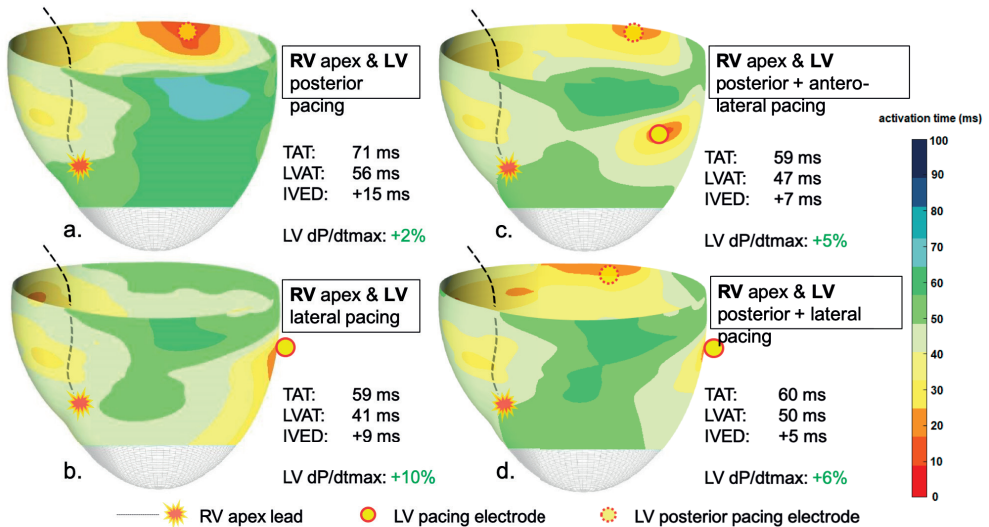 RV apex & LV
posterior
pacing
TAT: 71 ms
LVAT: 56 ms
IVED: +15 ms
LV dP/dtmax: +2%
a.
RV apex & LV
posterior + antero-
lateral pacing
TAT: 59 ms
LVAT: 47 ms
IVED: +7 ms
LV dP/dtmax: +5%
c.
RV apex & LV
lateral pacing
TAT: 59 ms
LVAT: 41 ms
IVED: +9 ms
LV dP/dtmax: +10%
b.
RV apex & LV
posterior + lateral
pacing
TAT: 60 ms
LVAT: 50 ms
IVED: +5 ms
LV dP/dtmax: +6%
d.
activation time (ms)
100
90
80
70
60
50
40
30
20
10
0
RV apex lead
LV pacing electrode
LV posterior pacing electrode